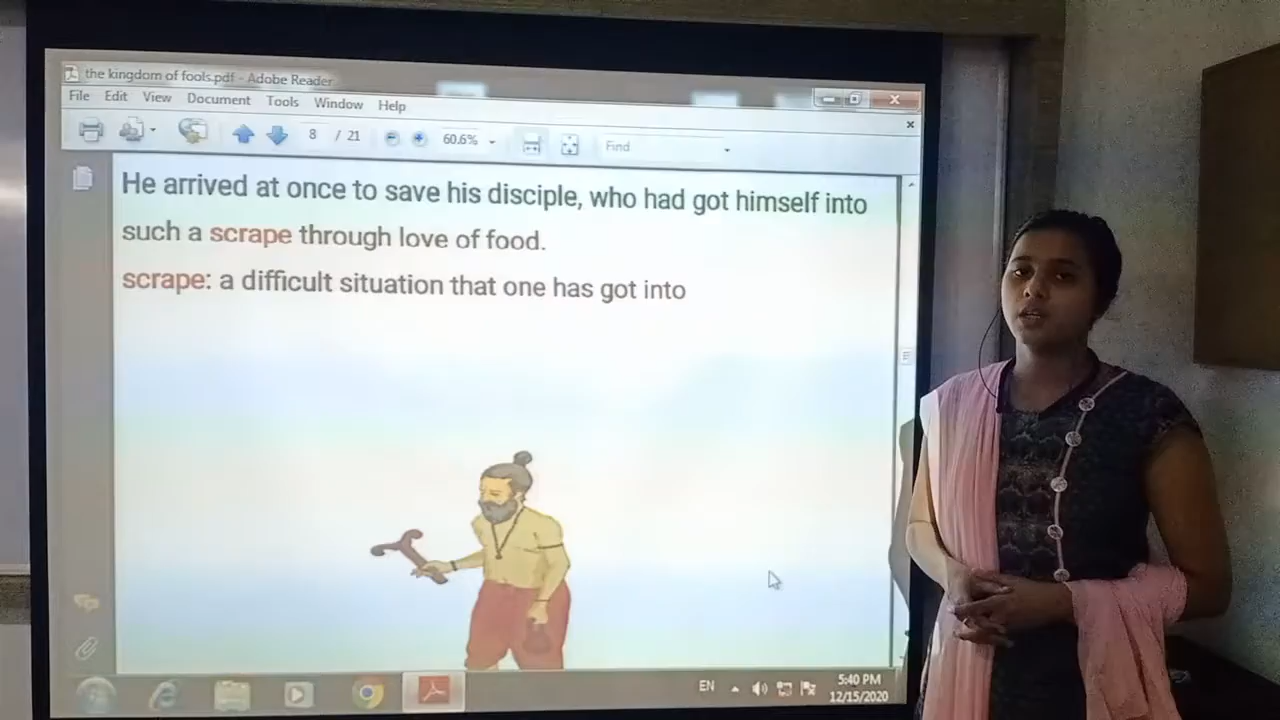 the kingdom of fools.pdf - Adobe Reader
File Edit View Document Tools Window Help
8 / 21 60.6% Find
He arrived at once to save his disciple, who had got himself into
such a scrape through love of food.
scrape: a difficult situation that one has got into
EN 5:40 PM
12/15/2020